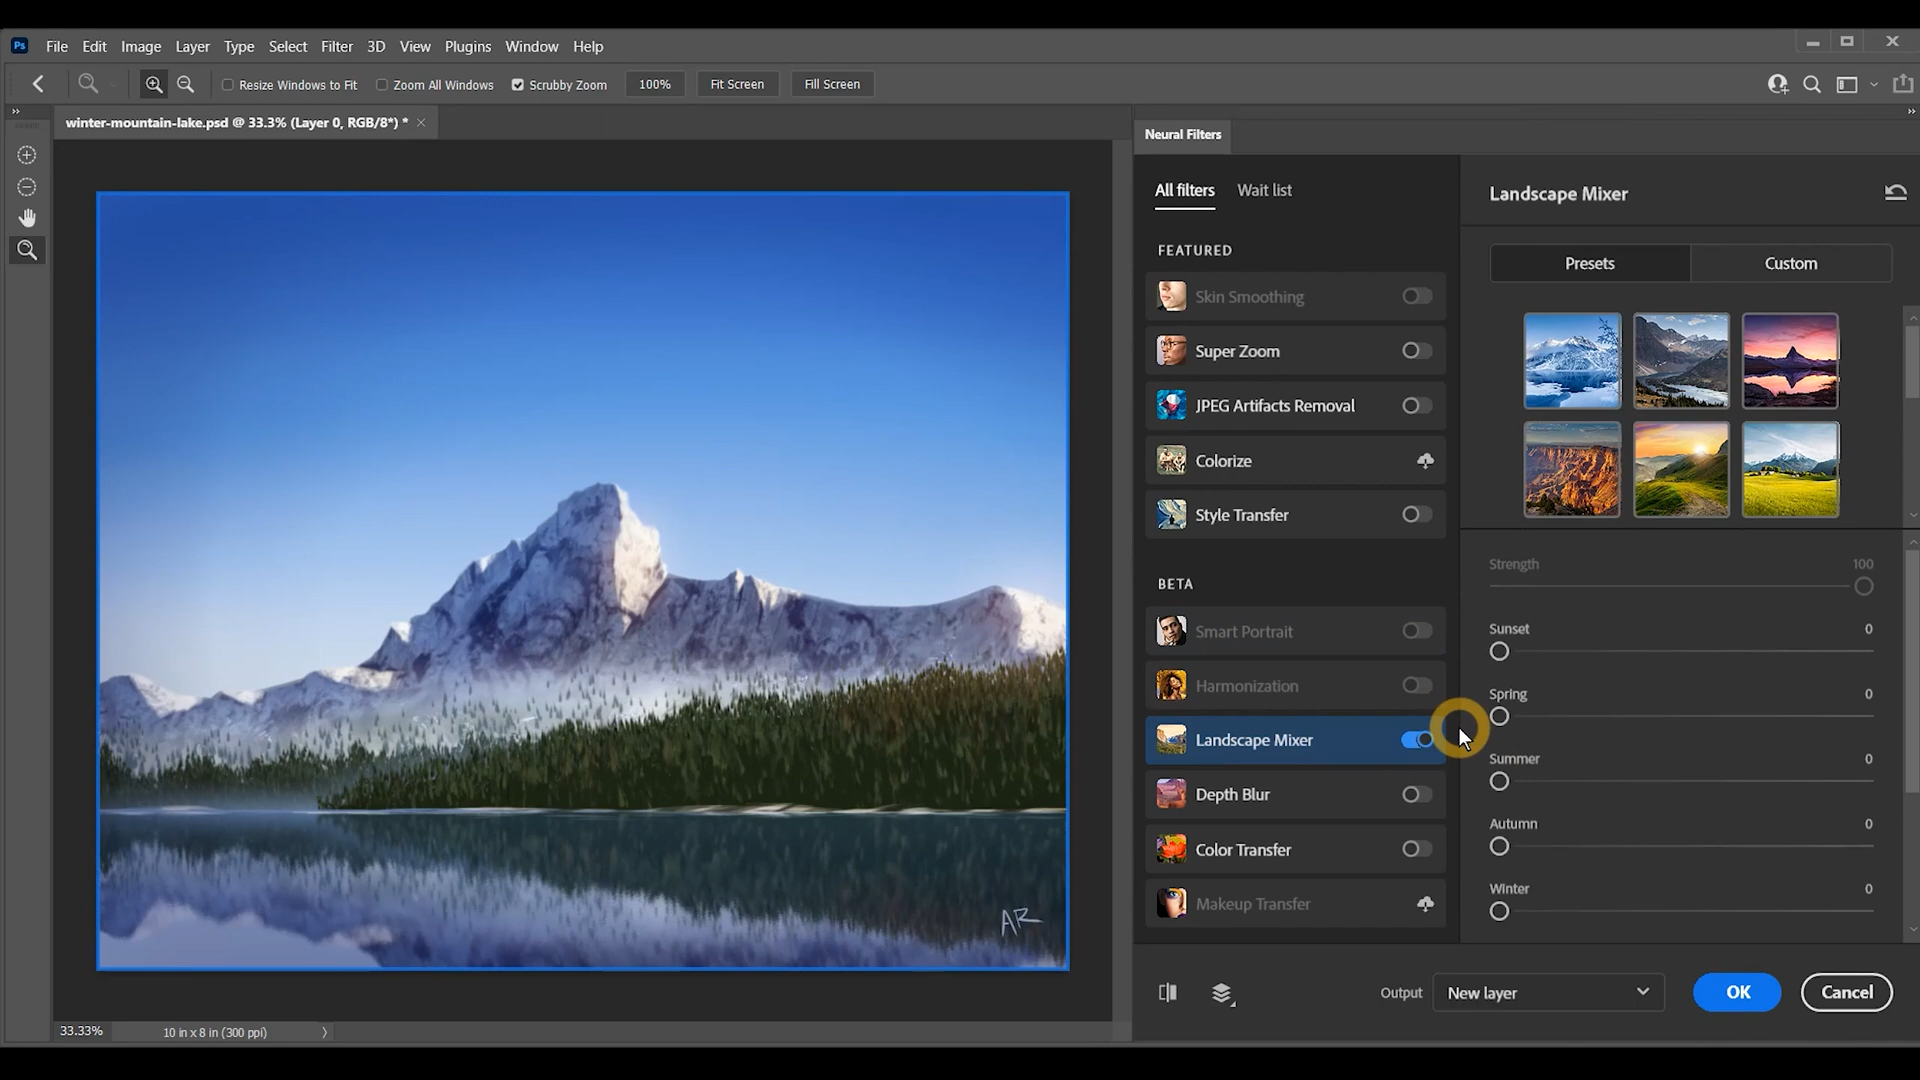 Ps File Edit Image Layer Type Select Filter 3D View Plugins Window Help
Resize Windows to Fit Zoom All Windows Scrubby Zoom 100% Fit Screen Fill Screen
winter-mountain-lake.psd @ 33.3% (Layer 0, RGB/8*) *
AR
33.33% 10 in x 8 in (300 ppi)
Neural Filters
All filters Wait list
FEATURED
Skin Smoothing
Super Zoom
JPEG Artifacts Removal
Colorize
Style Transfer
BETA
Smart Portrait
Harmonization
Landscape Mixer
Depth Blur
Color Transfer
Makeup Transfer
Landscape Mixer
Presets Custom
Strength 100
Sunset 0
Spring 0
Summer 0
Autumn 0
Winter 0
Output New layer OK Cancel